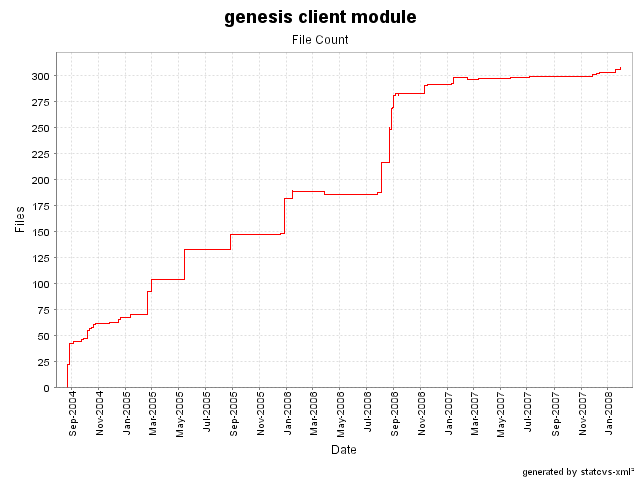 genesis client module
File Count
Files
300
275
250
225
200
175
150
125
100
75
50
25
0
Sep-2004
Nov-2004
Jan-2005
Mar-2005
May-2005
Jul-2005
Sep-2005
Nov-2005
Jan-2006
Mar-2006
May-2006
Jul-2006
Sep-2006
Nov-2006
Jan-2007
Mar-2007
May-2007
Jul-2007
Sep-2007
Nov-2007
Jan-2008
Date
generated by statcvs-xml²